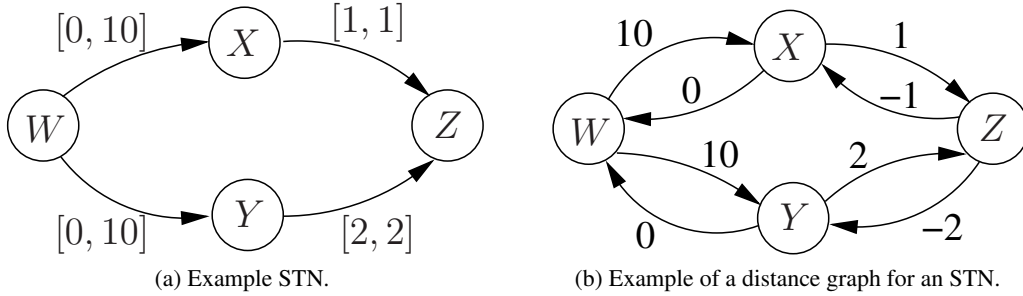 [0, 10]
X
[1, 1]
W
Z
[0, 10]
Y
[2, 2]
(a) Example STN.
10
X
1
0
−1
W
Z
10
2
0
Y
−2
(b) Example of a distance graph for an STN.